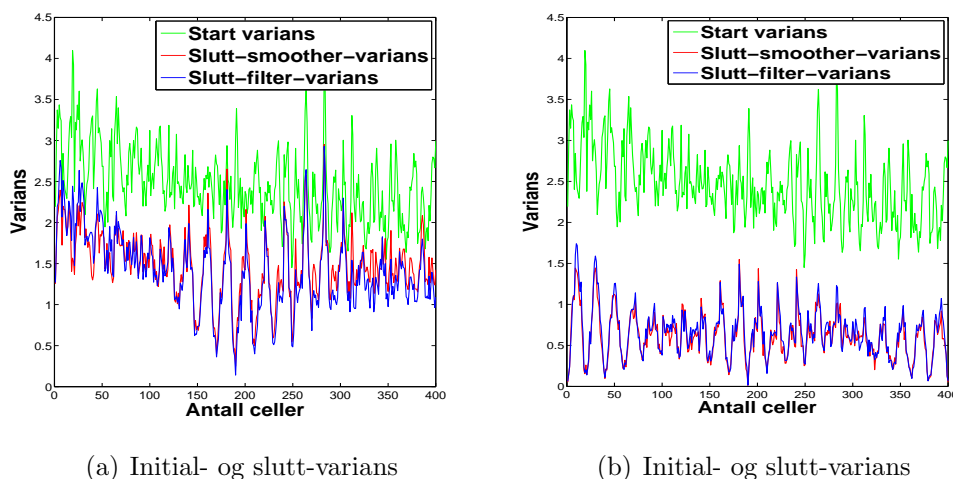 4.5
4
3.5
3
2.5
2
1.5
1
0.5
0
Varians
Start varians
Slutt−smoother−varians
Slutt−filter−varians
0 50 100 150 200 250 300 350 400
Antall celler
(a) Initial- og slutt-varians
4.5
4
3.5
3
2.5
2
1.5
1
0.5
0
Varians
Start varians
Slutt−smoother−varians
Slutt−filter−varians
0 50 100 150 200 250 300 350 400
Antall celler
(b) Initial- og slutt-varians